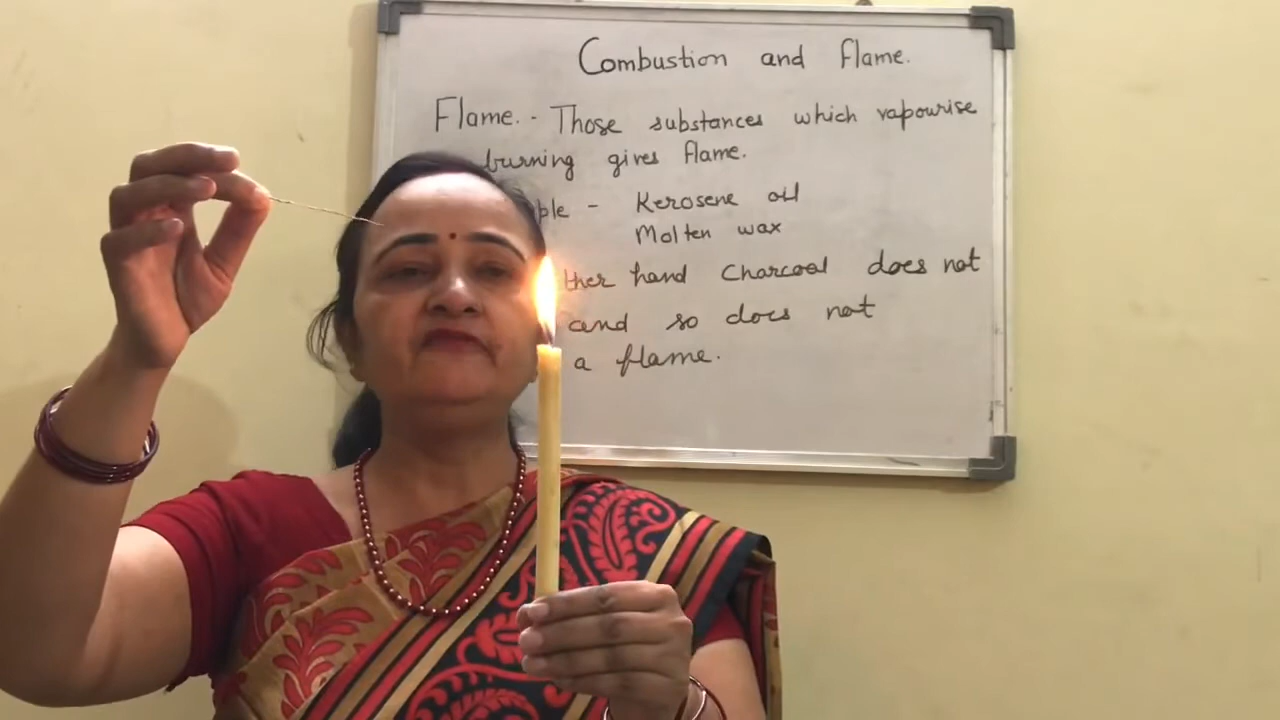 Combustion and flame.
Flame. - Those substances which vapourise
burning gives flame.
ple - Kerosene oil
Molten wax
ther hand Charcoal does not
and so does not
a flame.